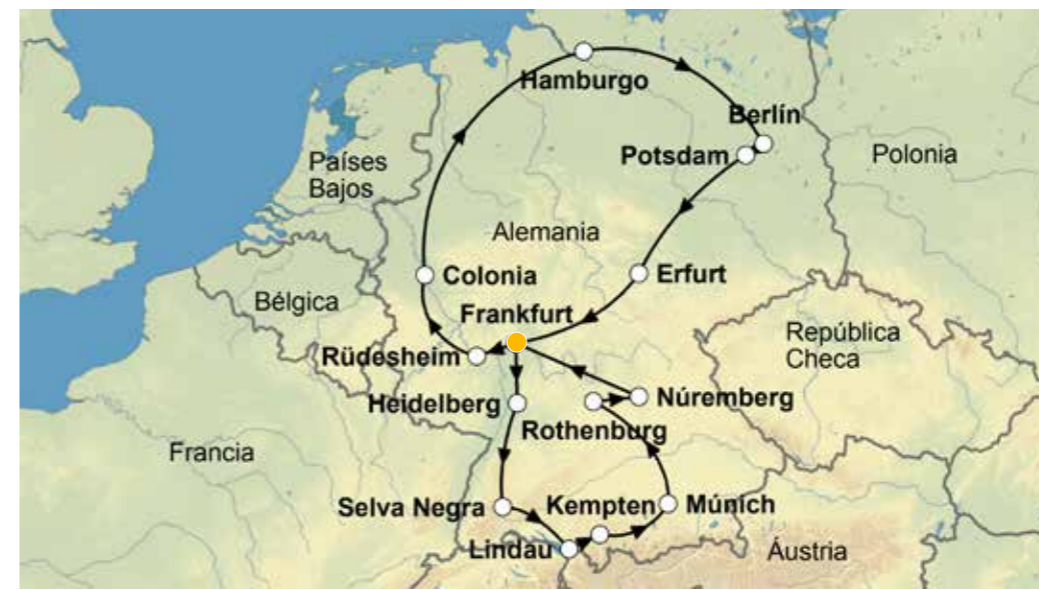 Hamburgo
Berlín
Potsdam
Polonia
Países
Bajos
Alemania
Colonia
Erfurt
Bélgica
Frankfurt
República
Checa
Rüdesheim
Heidelberg
Núremberg
Rothenburg
Francia
Selva Negra
Kempten
Múnich
Lindau
Áustria